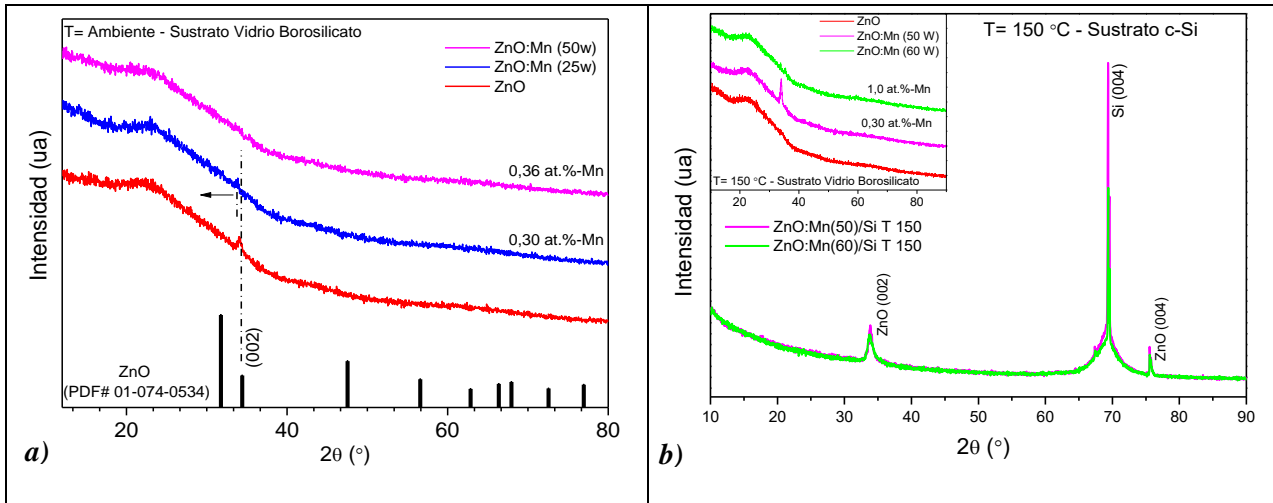 T= Ambiente - Sustrato Vidrio Borosilicato
ZnO:Mn (50w)
ZnO:Mn (25w)
ZnO
0,36 at.%-Mn
0,30 at.%-Mn
(002)
ZnO
(PDF# 01-074-0534)
Intensidad (ua)
20 40 60 80
2θ (°)
a)
ZnO
ZnO:Mn (50 W)
ZnO:Mn (60 W)
T= 150 °C - Sustrato c-Si
1,0 at.%-Mn
0,30 at.%-Mn
T= 150 °C - Sustrato Vidrio Borosilicato
10 20 30 40 50 60 70 80
ZnO:Mn(50)/Si T 150
ZnO:Mn(60)/Si T 150
ZnO (002)
Si (004)
ZnO (004)
Intensidad (ua)
10 20 30 40 50 60 70 80 90
2θ (°)
b)